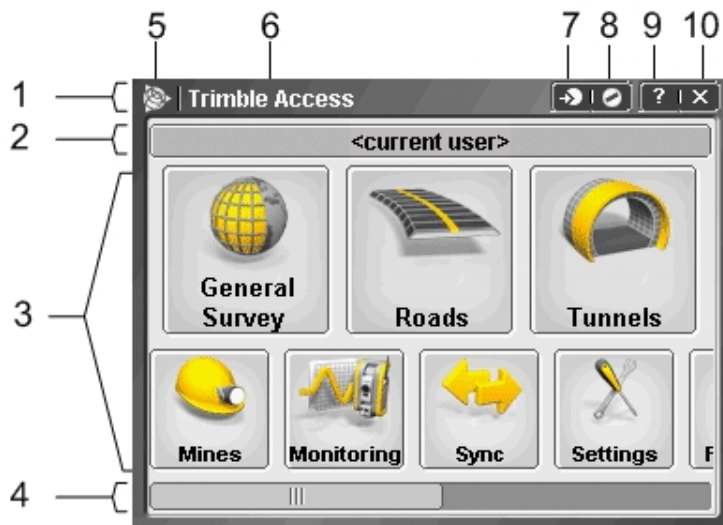 5 6 7 8 9 10
1 Trimble Access ? X
2 <current user>
3
General Survey Roads Tunnels
Mines Monitoring Sync Settings F
4